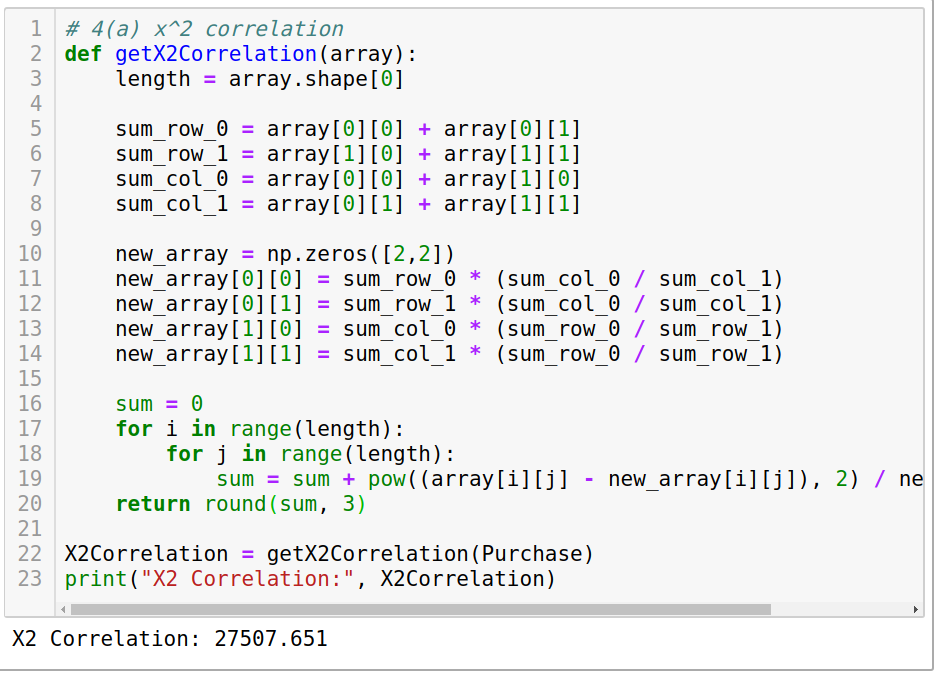 1 # 4(a) x^2 correlation
2 def getX2Correlation(array):
3     length = array.shape[0]
4
5     sum_row_0 = array[0][0] + array[0][1]
6     sum_row_1 = array[1][0] + array[1][1]
7     sum_col_0 = array[0][0] + array[1][0]
8     sum_col_1 = array[0][1] + array[1][1]
9
10     new_array = np.zeros([2,2])
11     new_array[0][0] = sum_row_0 * (sum_col_0 / sum_col_1)
12     new_array[0][1] = sum_row_1 * (sum_col_0 / sum_col_1)
13     new_array[1][0] = sum_col_0 * (sum_row_0 / sum_row_1)
14     new_array[1][1] = sum_col_1 * (sum_row_0 / sum_row_1)
15
16     sum = 0
17     for i in range(length):
18         for j in range(length):
19             sum = sum + pow((array[i][j] - new_array[i][j]), 2) / ne
20     return round(sum, 3)
21
22 X2Correlation = getX2Correlation(Purchase)
23 print("X2 Correlation:", X2Correlation)
X2 Correlation: 27507.651